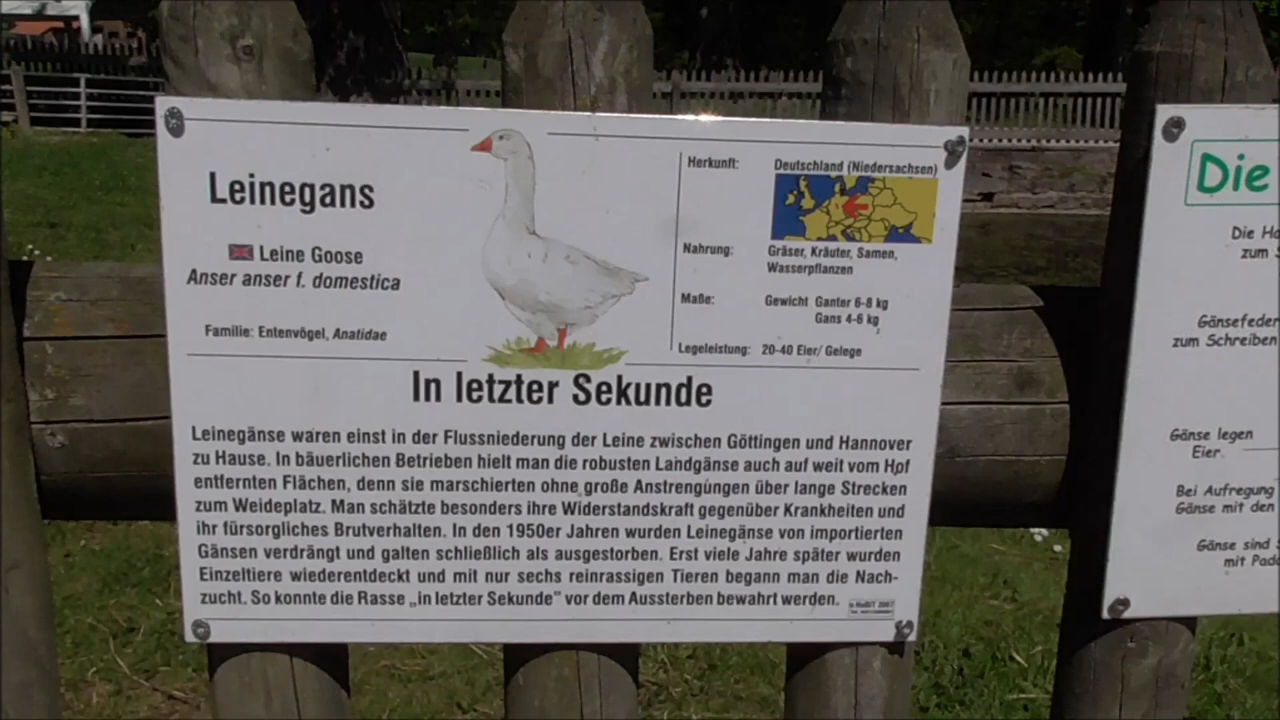 Leinegans
Leine Goose
Anser anser f. domestica
Familie: Entenvögel, Anatidae
Herkunft: Deutschland (Niedersachsen)
Nahrung: Gräser, Kräuter, Samen,
Wasserpflanzen
Maße: Gewicht Ganter 6-8 kg
Gans 4-6 kg
Legeleistung: 20-40 Eier/ Gelege
In letzter Sekunde
Leinegänse waren einst in der Flussniederung der Leine zwischen Göttingen und Hannover
zu Hause. In bäuerlichen Betrieben hielt man die robusten Landgänse auch auf weit vom Hof
entfernten Flächen, denn sie marschierten ohne große Anstrengungen über lange Strecken
zum Weideplatz. Man schätzte besonders ihre Widerstandskraft gegenüber Krankheiten und
ihr fürsorgliches Brutverhalten. In den 1950er Jahren wurden Leinegänse von importierten
Gänsen verdrängt und galten schließlich als ausgestorben. Erst viele Jahre später wurden
Einzeltiere wiederentdeckt und mit nur sechs reinrassigen Tieren begann man die Nach-
zucht. So konnte die Rasse „in letzter Sekunde" vor dem Aussterben bewahrt werden.
Die
Die
zum
Gänsefeder
zum Schreiben
Gänse legen
Eier.
Bei Aufregung
Gänse mit den
Gänse sind
mit